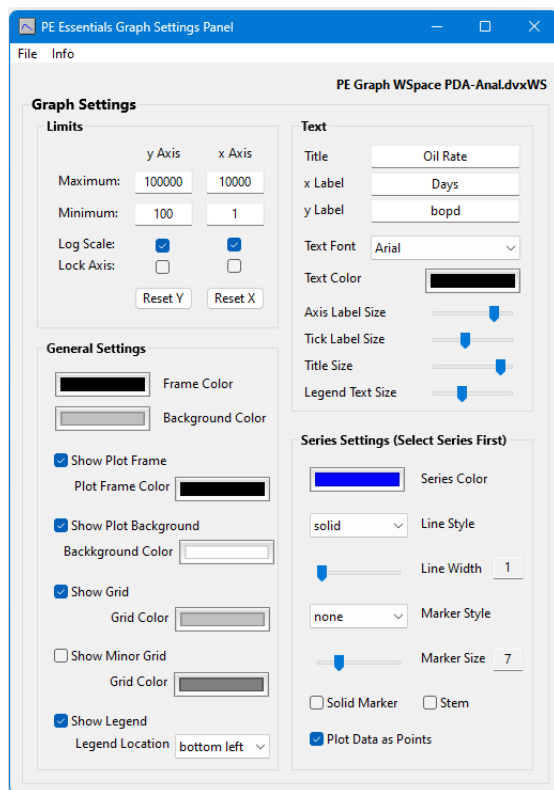 PE Essentials Graph Settings Panel
File Info
PE Graph WSpace PDA-Anal.dvxWS
Graph Settings
Limits
y Axis x Axis
Maximum: 100000 10000
Minimum: 100 1
Log Scale:
Lock Axis:
Reset Y Reset X
Text
Title Oil Rate
x Label Days
y Label bopd
Text Font Arial
Text Color
Axis Label Size
Tick Label Size
Title Size
Legend Text Size
General Settings
Frame Color
Background Color
Show Plot Frame
Plot Frame Color
Show Plot Background
Backkground Color
Show Grid
Grid Color
Show Minor Grid
Grid Color
Show Legend
Legend Location bottom left
Series Settings (Select Series First)
Series Color
solid Line Style
Line Width 1
none Marker Style
Marker Size 7
Solid Marker Stem
Plot Data as Points